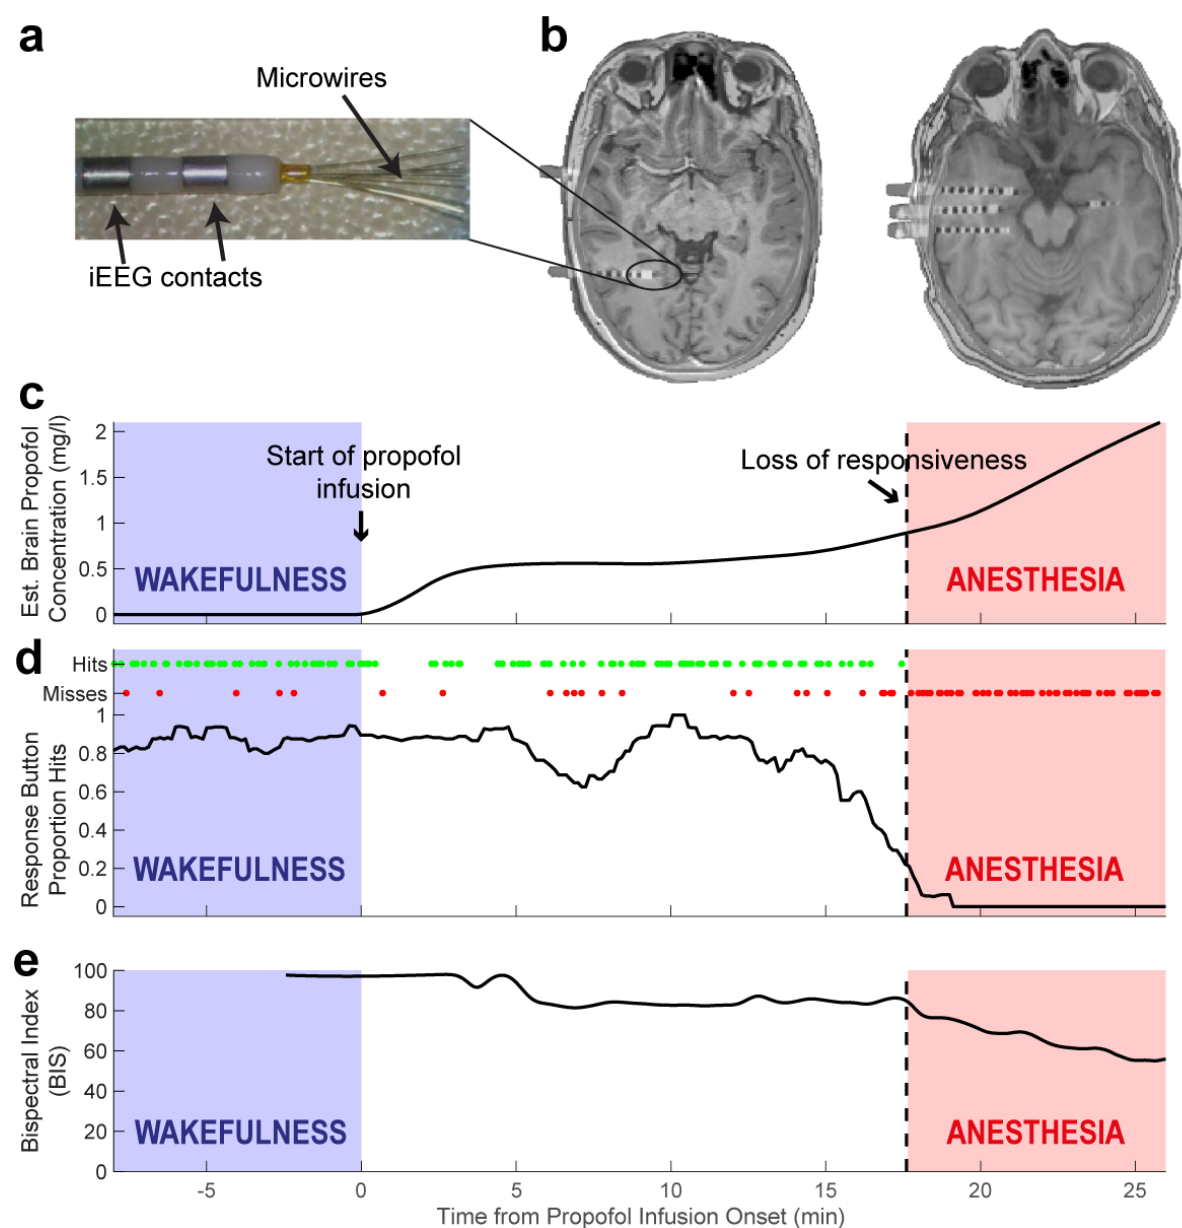 a
b
Microwires
iEEG contacts
c
Est. Brain Propofol
Concentration (mg/l)
2
1.5
1
0.5
0
Start of propofol
infusion
Loss of responsiveness
WAKEFULNESS
ANESTHESIA
d
Hits
Misses
Response Button
Proportion Hits
1
0.8
0.6
0.4
0.2
0
WAKEFULNESS
ANESTHESIA
e
Bispectral Index
(BIS)
100
80
60
40
20
0
WAKEFULNESS
ANESTHESIA
-5 0 5 10 15 20 25
Time from Propofol Infusion Onset (min)